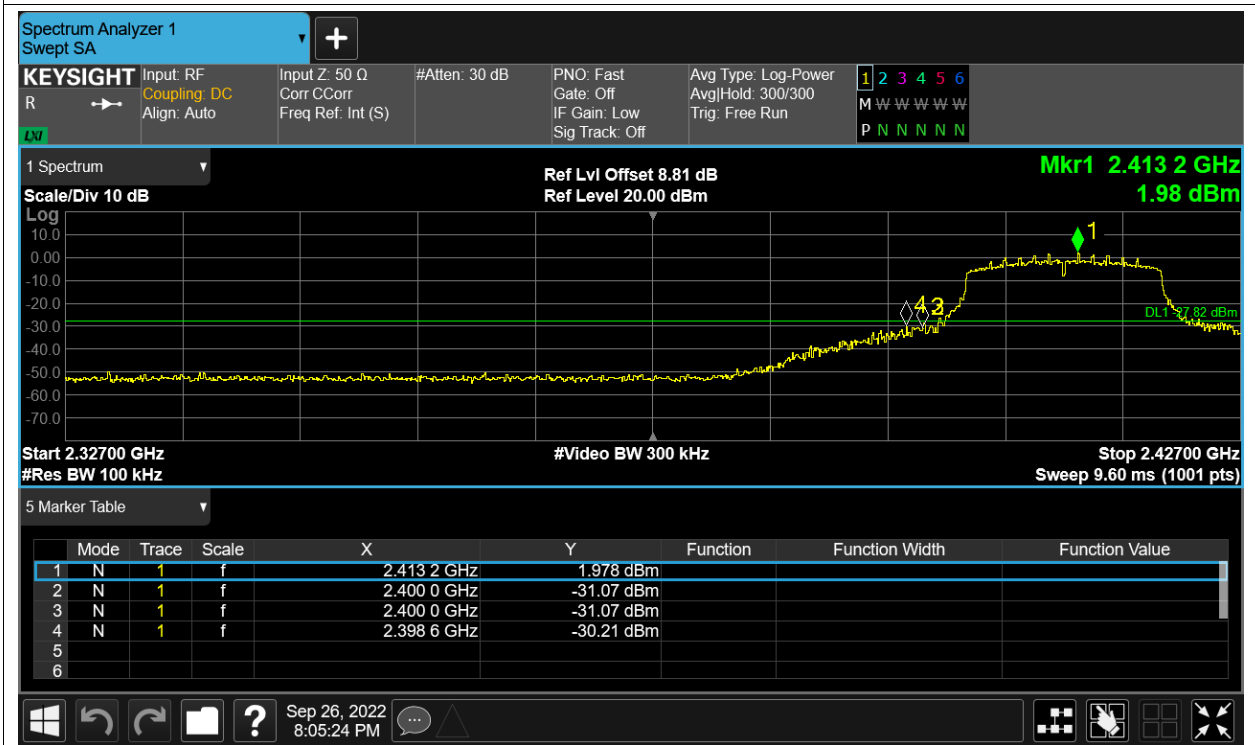 Spectrum Analyzer 1
Swept SA
KEYSIGHT Input: RF Input Z: 50 Ω #Atten: 30 dB PNO: Fast Avg Type: Log-Power 1 2 3 4 5 6
R Coupling: DC Corr CCorr Gate: Off Avg|Hold: 300/300 M W W W W W W
Align: Auto Freq Ref: Int (S) IF Gain: Low Trig: Free Run
LXI Sig Track: Off P N N N N N N
1 Spectrum Ref Lvl Offset 8.81 dB Mkr1 2.413 2 GHz
Scale/Div 10 dB Ref Level 20.00 dBm 1.98 dBm
Log
10.0
1
0.00
-10.0
-20.0
-30.0
DL1 -27.82 dBm
-40.0
-50.0
-60.0
-70.0
Start 2.32700 GHz #Video BW 300 kHz Stop 2.42700 GHz
#Res BW 100 kHz Sweep 9.60 ms (1001 pts)
5 Marker Table
Mode Trace Scale X Y Function Function Width Function Value
1 N 1 f 2.413 2 GHz 1.978 dBm
2 N 1 f 2.400 0 GHz -31.07 dBm
3 N 1 f 2.400 0 GHz -31.07 dBm
4 N 1 f 2.398 6 GHz -30.21 dBm
5
6
? Sep 26, 2022
8:05:24 PM